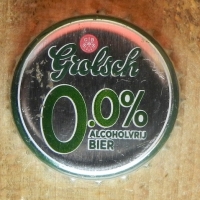 Grolsch
0.0%
ALCOHOLVRIJ
BIER